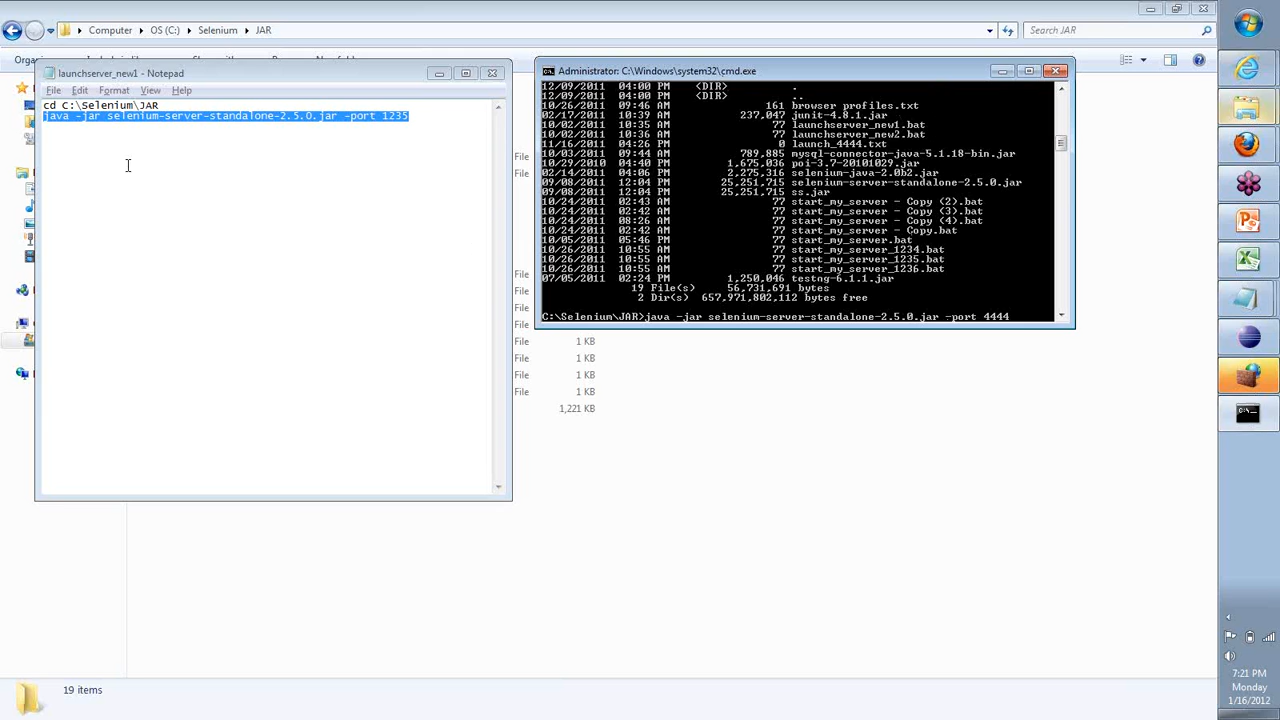 Computer ▸ OS (C:) ▸ Selenium ▸ JAR
Search JAR
launchserver_new1 - Notepad
File Edit Format View Help
cd C:\Selenium\JAR
java -jar selenium-server-standalone-2.5.0.jar -port 1235
Administrator: C:\Windows\system32\cmd.exe
12/09/2011 04:00 PM <DIR> .
12/09/2011 04:00 PM <DIR> ..
10/26/2011 09:46 AM 161 browser profiles.txt
02/17/2011 10:39 AM 237,047 junit-4.8.1.jar
10/02/2011 10:35 AM 77 launchserver_new1.bat
10/02/2011 10:36 AM 77 launchserver_new2.bat
11/16/2011 04:26 AM 0 launch_4444.txt
10/03/2011 09:44 AM 789,885 mysql-connector-java-5.1.18-bin.jar
10/29/2010 04:40 PM 1,675,036 poi-3.7-20101029.jar
02/14/2011 04:06 PM 2,275,316 selenium-java-2.0b2.jar
09/08/2011 12:04 PM 25,251,715 selenium-server-standalone-2.5.0.jar
09/08/2011 12:04 PM 25,251,715 ss.jar
10/24/2011 02:43 AM 77 start_my_server - Copy (2).bat
10/24/2011 02:42 AM 77 start_my_server - Copy (3).bat
10/24/2011 08:26 AM 77 start_my_server - Copy (4).bat
10/24/2011 02:42 AM 77 start_my_server - Copy.bat
10/05/2011 05:46 PM 77 start_my_server.bat
10/26/2011 10:55 AM 77 start_my_server_1234.bat
10/26/2011 10:55 AM 77 start_my_server_1235.bat
10/26/2011 10:55 AM 77 start_my_server_1236.bat
07/05/2011 02:24 PM 1,250,046 testng-6.1.1.jar
19 File(s) 56,731,691 bytes
2 Dir(s) 657,971,802,112 bytes free
C:\Selenium\JAR>java -jar selenium-server-standalone-2.5.0.jar -port 4444
File
File
File
File
File
File
File 1 KB
File 1 KB
File 1 KB
File 1 KB
1,221 KB
19 items
7:21 PM
Monday
1/16/2012